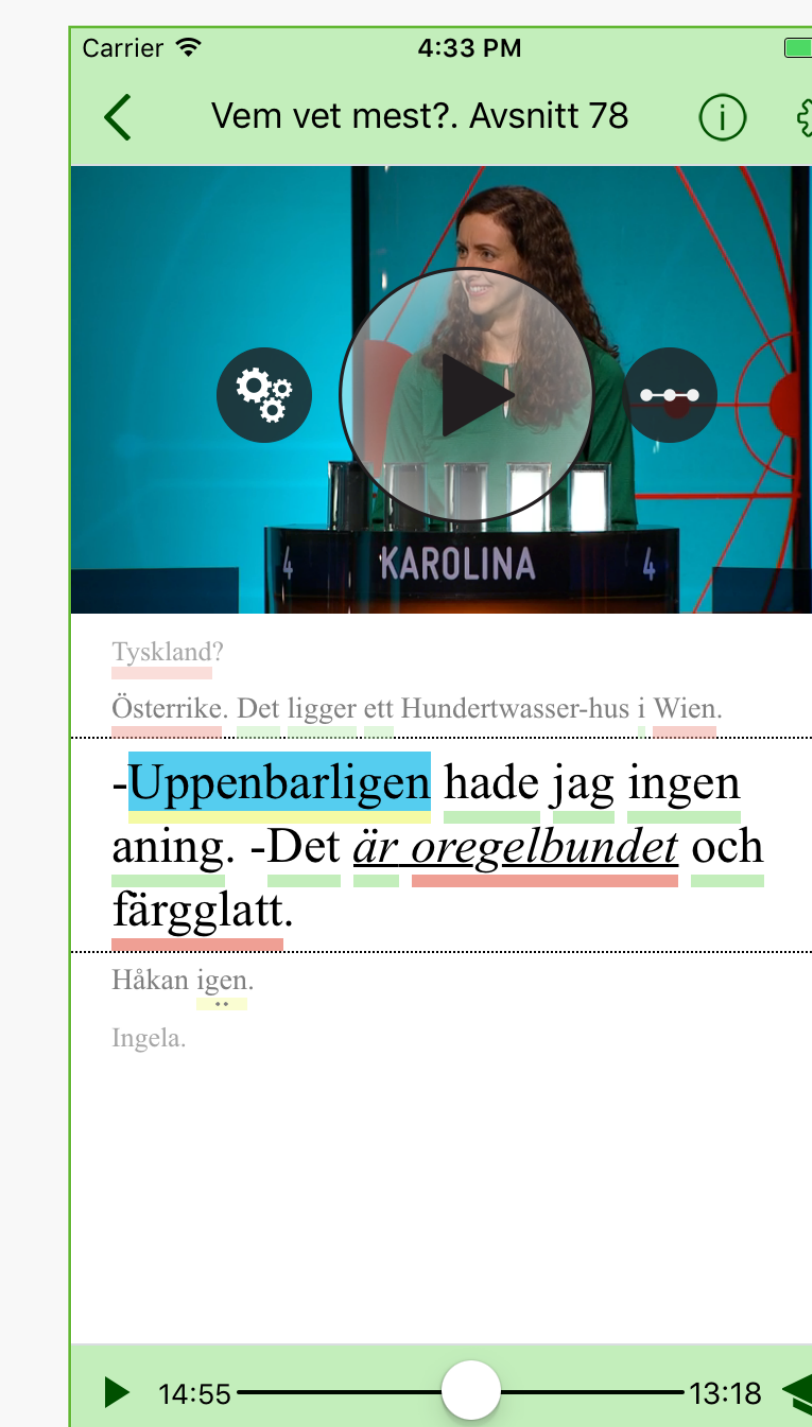 Carrier
4:33 PM
Vem vet mest?. Avsnitt 78
4 KAROLINA 4
Tyskland?
Österrike. Det ligger ett Hundertwasser-hus i Wien.
-Uppenbarligen hade jag ingen
aning. -Det är oregelbundet och
färgglatt.
Håkan igen.
Ingela.
14:55
13:18